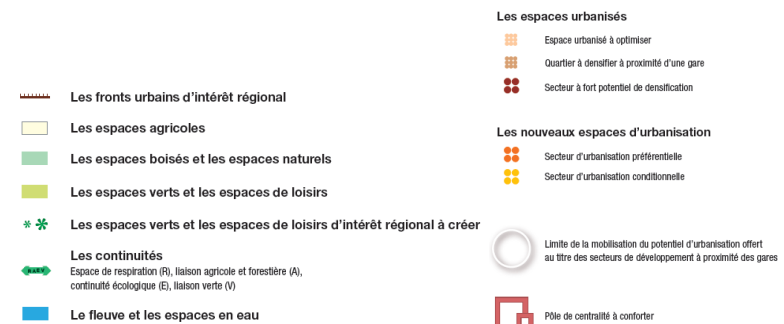 Les fronts urbains d'intérêt régional
Les espaces agricoles
Les espaces boisés et les espaces naturels
Les espaces verts et les espaces de loisirs
Les espaces verts et les espaces de loisirs d'intérêt régional à créer
Les continuités
Espace de respiration (R), liaison agricole et forestière (A),
continuité écologique (E), liaison verte (V)
Le fleuve et les espaces en eau
Les espaces urbanisés
Espace urbanisé à optimiser
Quartier à densifier à proximité d'une gare
Secteur à fort potentiel de densification
Les nouveaux espaces d'urbanisation
Secteur d'urbanisation préférentielle
Secteur d'urbanisation conditionnelle
Limite de la mobilisation du potentiel d'urbanisation offert
au titre des secteurs de développement à proximité des gares
Pôle de centralité à conforter